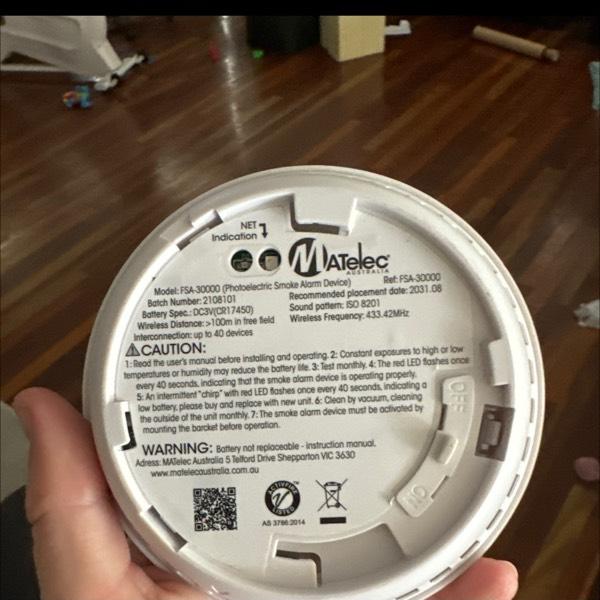 NET
Indication
MATelec
AUSTRALIA
Model: FSA-30000 (Photoelectric Smoke Alarm Device)
Ref: FSA-30000
Batch Number: 2108101
Recommended placement date: 2031.08
Battery Spec.: DC3V(CR17450)
Sound pattern: ISO 8201
Wireless Distance: >100m in free field
Wireless Frequency: 433.42MHz
Interconnection: up to 40 devices
CAUTION:
1: Read the user's manual before installing and operating. 2: Constant exposures to high or low
temperatures or humidity may reduce the battery life. 3: Test monthly. 4: The red LED flashes once
every 40 seconds, indicating that the smoke alarm device is operating properly.
5: An intermittent "chirp" with red LED flashes once every 40 seconds, indicating a
low battery, please buy and replace with new unit. 6: Clean by vacuum, cleaning
the outside of the unit monthly. 7: The smoke alarm device must be activated by
mounting the barcket before operation.
OFF
ON
WARNING: Battery not replaceable - instruction manual.
Adress: MATelec Australia 5 Telford Drive Shepparton VIC 3630
www.matelecaustralia.com.au
ACTIVFIRE
LISTED
AS 3786:2014